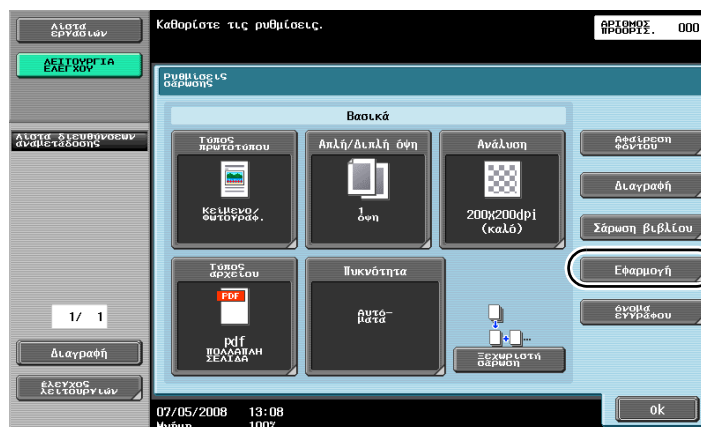 Λίστα
εργασιών
Καθορίστε τις ρυθμίσεις.
ΑΡΙΘΜΟΣ
ΠΡΟΟΡΙΣ.
000
ΛΕΙΤΟΥΡΓΙΑ
ΕΛΕΓΧΟΥ
Ρυθμίσεις
σάρωσης
Βασικά
Λίστα διευθύνσεων
αναμετάδοσης
Τύπος
πρωτοτύπου
Απλή/Διπλή όψη
Ανάλυση
Αφαίρεση
φόντου
Διαγραφή
Κείμενο/
Φωτογραφ.
1
όψη
200X200dpi
(καλό)
Σάρωση βιβλίου
Τύπος
αρχείου
Πυκνότητα
Εφαρμογή
PDF
Αυτό-
ματα
όνομα
εγγράφου
1/ 1
pdf
ΠΟΛΛΑΠΛΗ
ΣΕΛΙΔΑ
Διαγραφή
Ξεχωριστή
σάρωση
έλεγχος
λειτουργιών
07/05/2008 13:08
ok
Μνήμη 100%